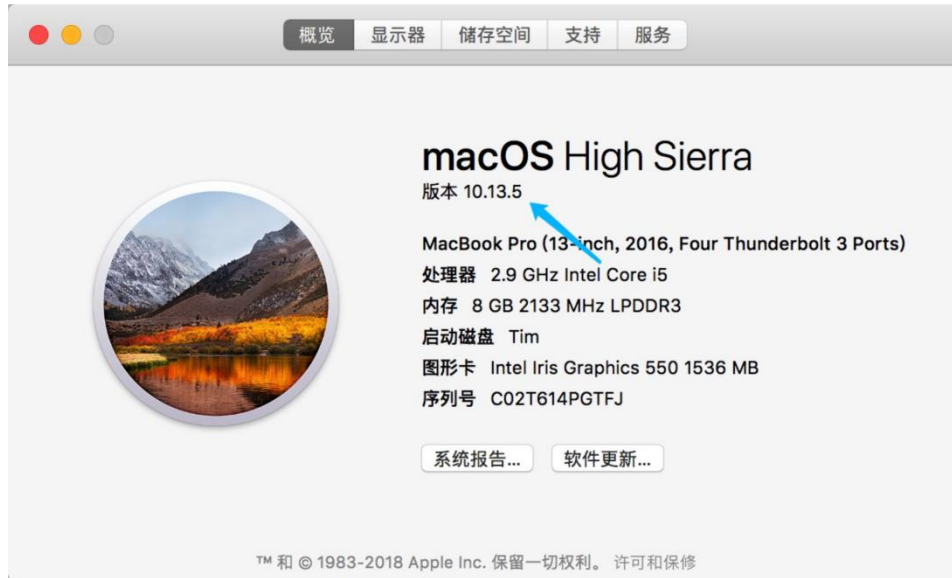 概览 显示器 储存空间 支持 服务
macOS High Sierra
版本 10.13.5
MacBook Pro (13-inch, 2016, Four Thunderbolt 3 Ports)
处理器 2.9 GHz Intel Core i5
内存 8 GB 2133 MHz LPDDR3
启动磁盘 Tim
图形卡 Intel Iris Graphics 550 1536 MB
序列号 C02T614PGTFJ
系统报告... 软件更新...
™ 和 © 1983-2018 Apple Inc. 保留一切权利。 许可和保修